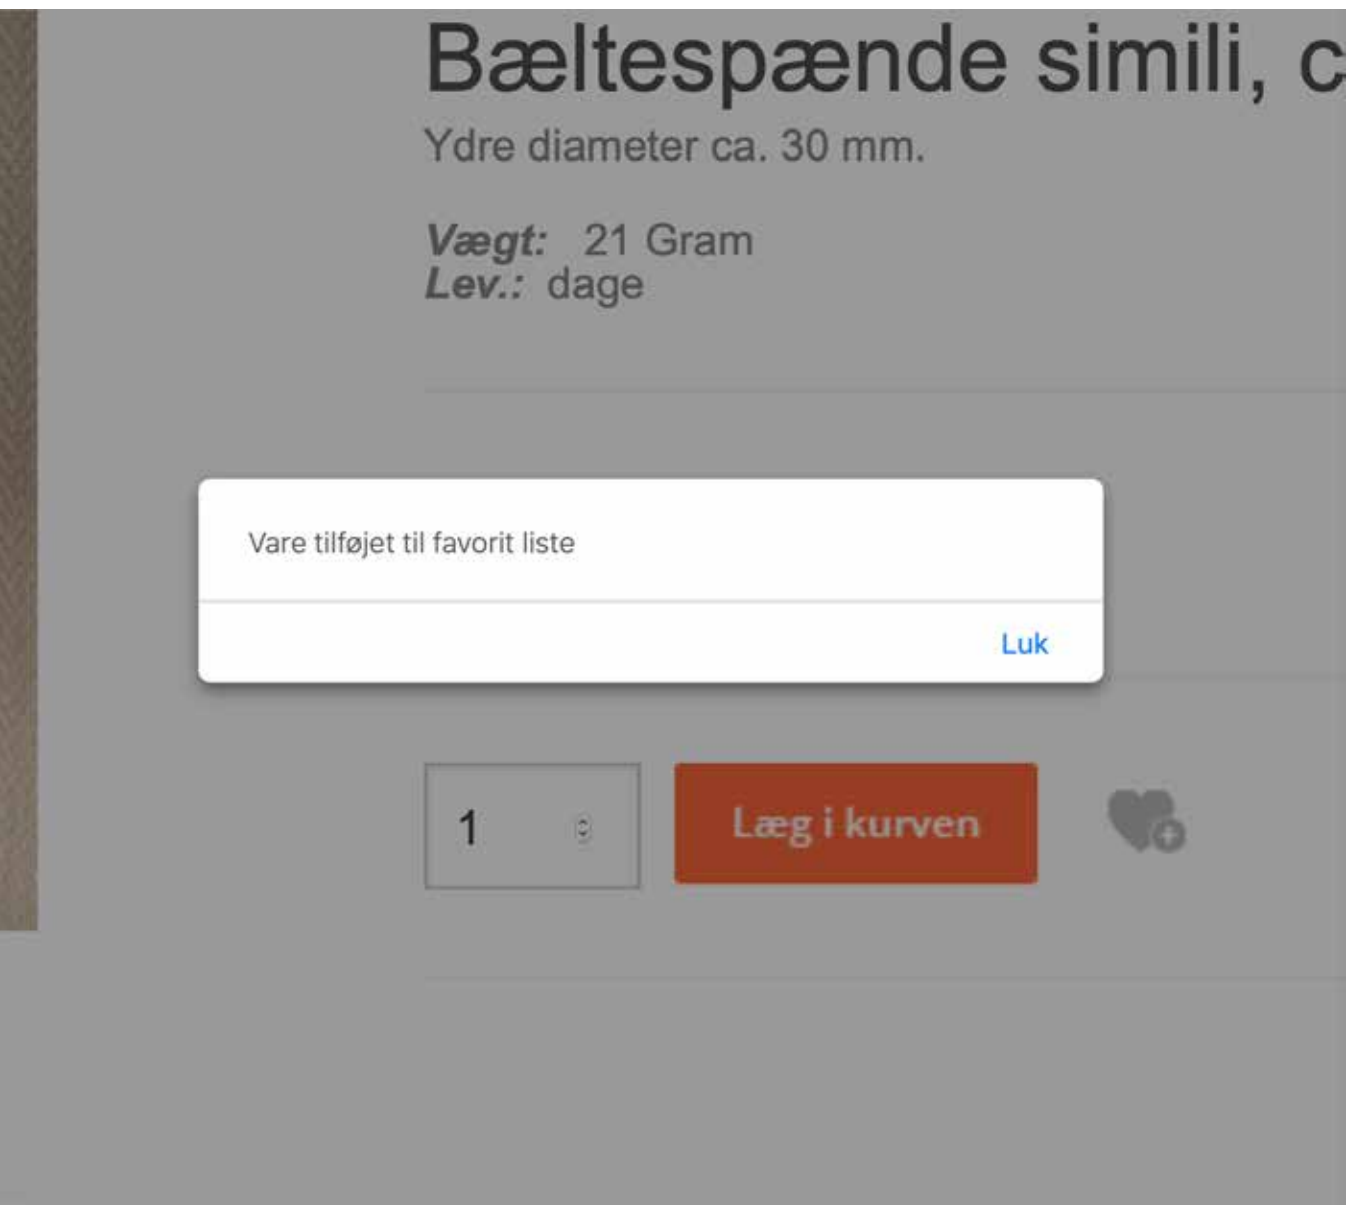 Bæltespænde simili, c
Ydre diameter ca. 30 mm.
Vægt: 21 Gram
Lev.: dage
Vare tilføjet til favorit liste
Luk
1
Læg i kurven